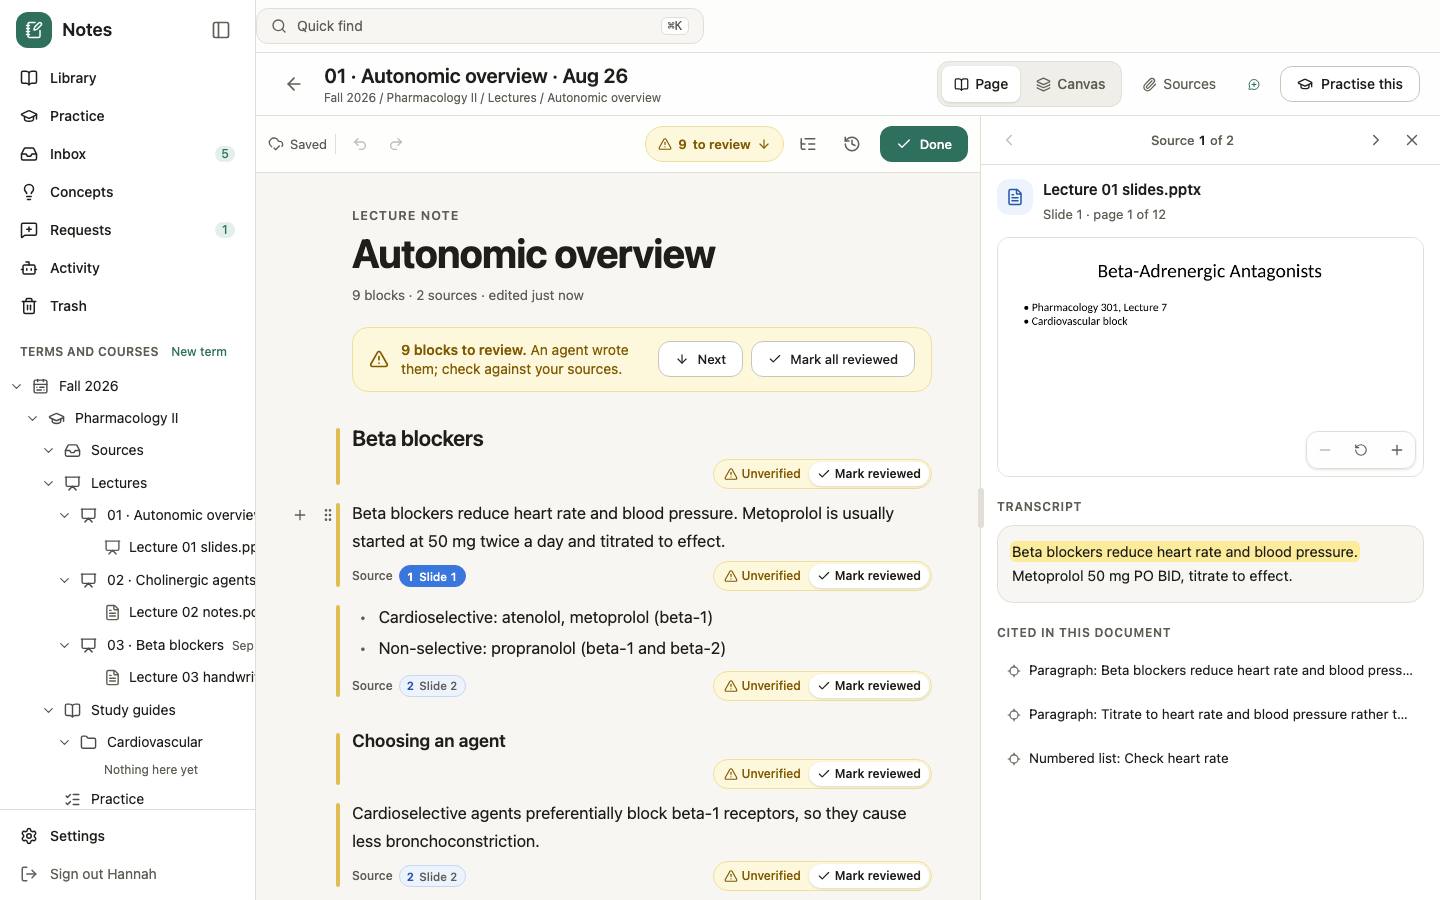 Notes
Library
Practice
Inbox 5
Concepts
Requests 1
Activity
Trash
TERMS AND COURSES New term
Fall 2026
Pharmacology II
Sources
Lectures
01 · Autonomic overview
Lecture 01 slides.pp
02 · Cholinergic agents
Lecture 02 notes.pd
03 · Beta blockers Sep
Lecture 03 handwri
Study guides
Cardiovascular
Nothing here yet
Practice
Settings
Sign out Hannah
Quick find ⌘K
01 · Autonomic overview · Aug 26
Fall 2026 / Pharmacology II / Lectures / Autonomic overview
Page Canvas Sources Practise this
Saved 9 to review Done
LECTURE NOTE
Autonomic overview
9 blocks · 2 sources · edited just now
9 blocks to review. An agent wrote
them; check against your sources.
Next Mark all reviewed
Beta blockers
Unverified Mark reviewed
Beta blockers reduce heart rate and blood pressure. Metoprolol is usually
started at 50 mg twice a day and titrated to effect.
Source 1 Slide 1 Unverified Mark reviewed
• Cardioselective: atenolol, metoprolol (beta-1)
• Non-selective: propranolol (beta-1 and beta-2)
Source 2 Slide 2 Unverified Mark reviewed
Choosing an agent
Unverified Mark reviewed
Cardioselective agents preferentially block beta-1 receptors, so they cause
less bronchoconstriction.
Source 2 Slide 2 Unverified Mark reviewed
Source 1 of 2
Lecture 01 slides.pptx
Slide 1 · page 1 of 12
Beta-Adrenergic Antagonists
• Pharmacology 301, Lecture 7
• Cardiovascular block
TRANSCRIPT
Beta blockers reduce heart rate and blood pressure.
Metoprolol 50 mg PO BID, titrate to effect.
CITED IN THIS DOCUMENT
Paragraph: Beta blockers reduce heart rate and blood press...
Paragraph: Titrate to heart rate and blood pressure rather t...
Numbered list: Check heart rate